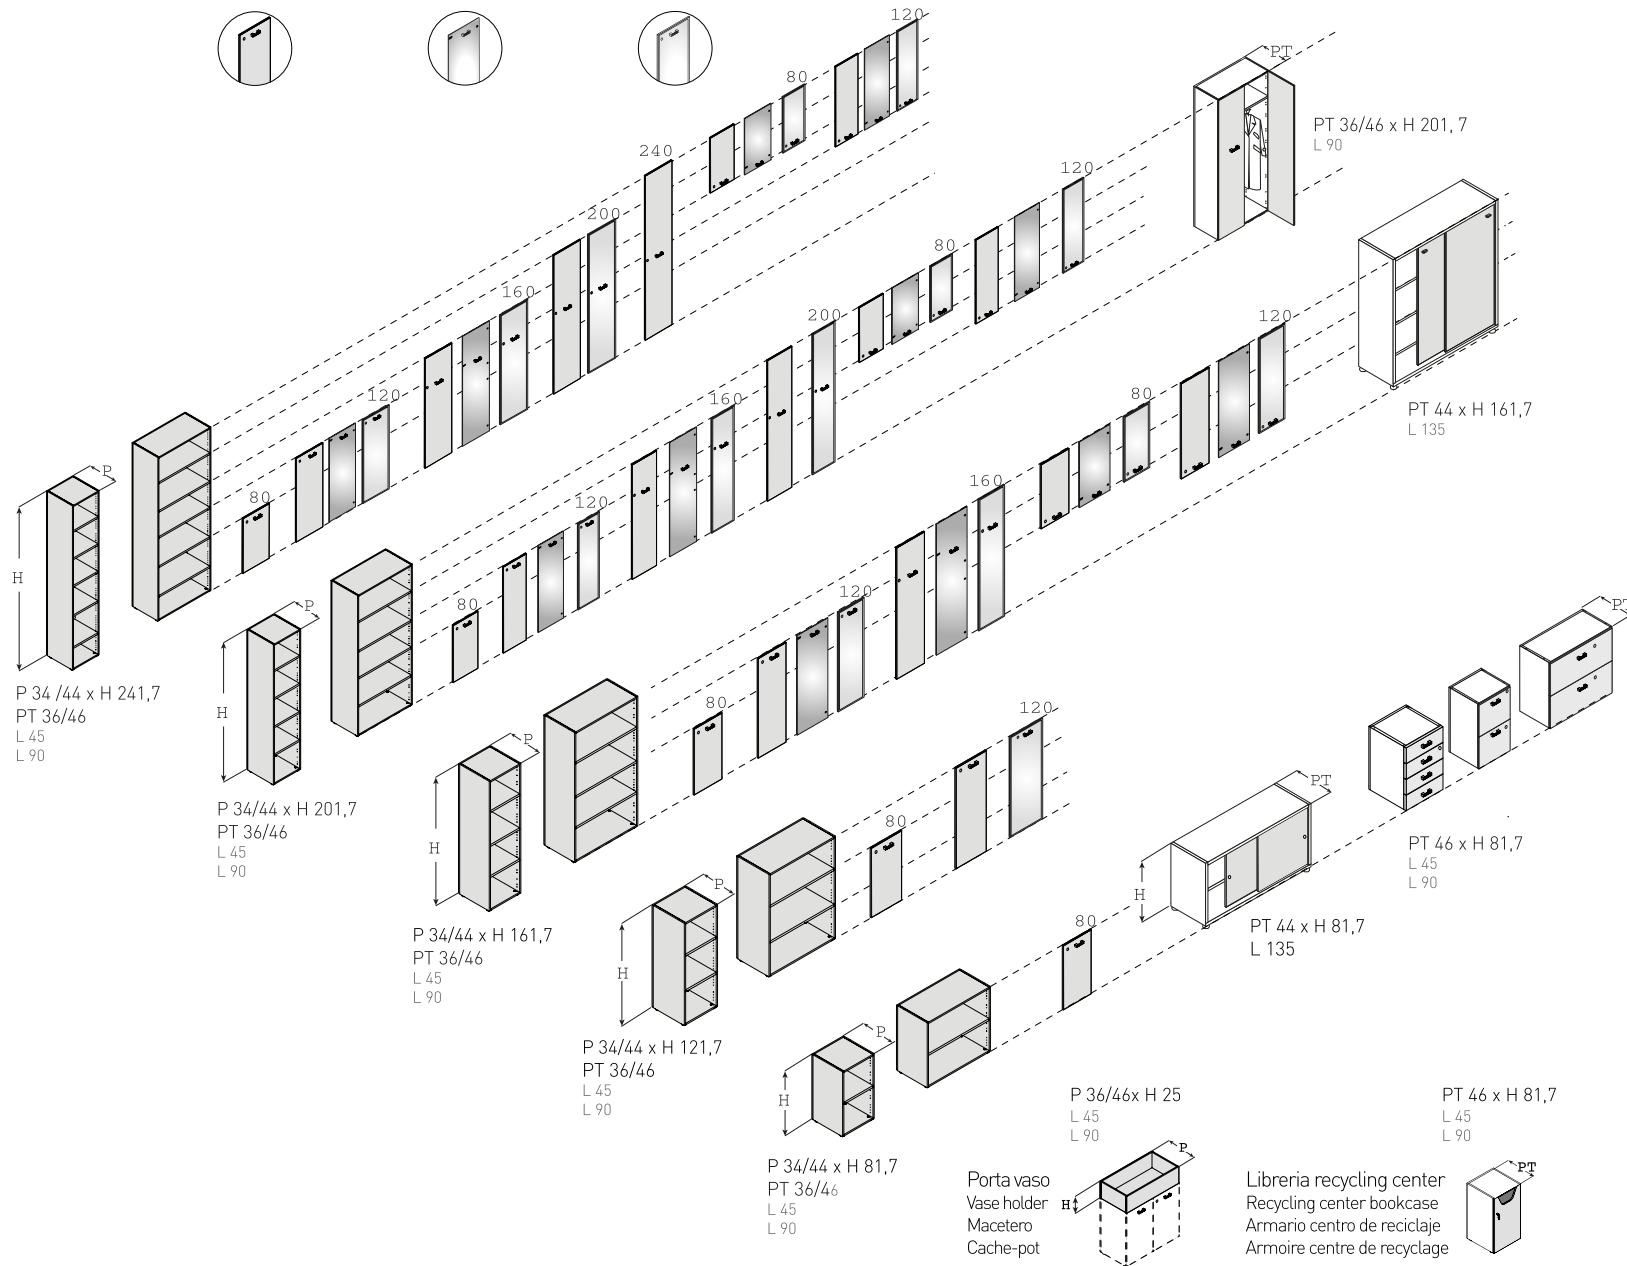 120
PT
80
PT 36/46 x H 201,7
L 90
240
120
200
80
160
200
120
120
PT 44 x H 161,7
L 135
160
80
P
80
120
160
H
P
80
120
PT
P 34 /44 x H 241,7
PT 36/46
L 45
L 90
H
P
80
120
PT
P 34/44 x H 201,7
PT 36/46
L 45
L 90
H
P
80
PT 46 x H 81,7
L 45
L 90
H
PT 44 x H 81,7
L 135
P 34/44 x H 161,7
PT 36/46
L 45
L 90
H
80
P
P 34/44 x H 121,7
PT 36/46
L 45
L 90
H
P 36/46x H 25
L 45
L 90
PT 46 x H 81,7
L 45
L 90
P 34/44 x H 81,7
PT 36/46
L 45
L 90
P
H
Porta vaso
Vase holder
Macetero
Cache-pot
PT
Libreria recycling center
Recycling center bookcase
Armario centro de reciclaje
Armoire centre de recyclage